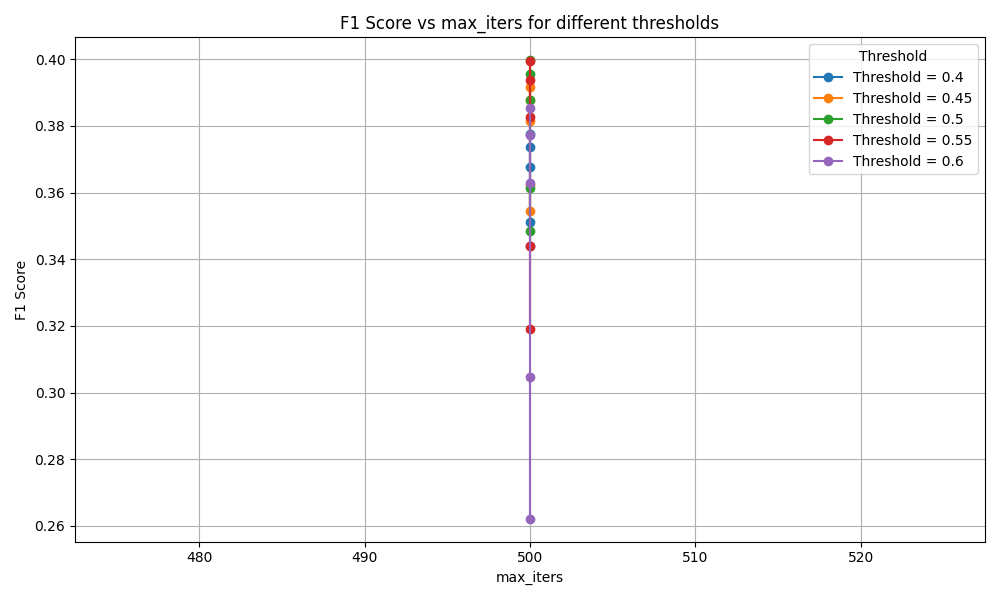 F1 Score vs max_iters for different thresholds
Threshold
Threshold = 0.4
Threshold = 0.45
Threshold = 0.5
Threshold = 0.55
Threshold = 0.6
F1 Score
0.40
0.38
0.36
0.34
0.32
0.30
0.28
0.26
480
490
500
510
520
max_iters